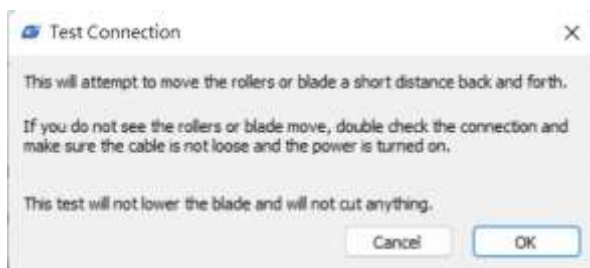 Test Connection
This will attempt to move the rollers or blade a short distance back and forth.
If you do not see the rollers or blade move, double check the connection and
make sure the cable is not loose and the power is turned on.
This test will not lower the blade and will not cut anything.
Cancel
OK